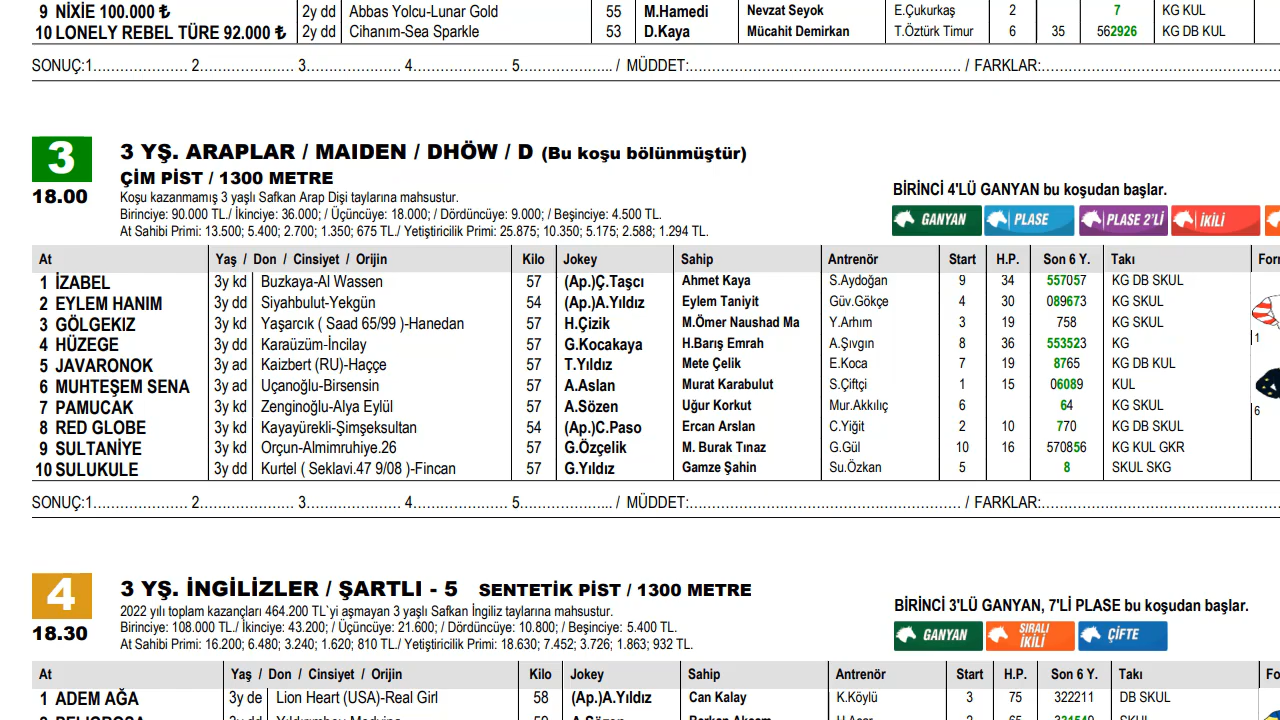 9 NİXİE 100.000 ₺ 2y dd Abbas Yolcu-Lunar Gold 55 M.Hamedi Nevzat Seyok E.Çukurkaş 2 7 KG KUL
10 LONELY REBEL TÜRE 92.000 ₺ 2y dd Cihanım-Sea Sparkle 53 D.Kaya Mücahit Demirkan T.Öztürk Timur 6 35 562926 KG DB KUL
SONUÇ:1..................... 2..................... 3..................... 4..................... 5..................... / MÜDDET:............................................................ / FARKLAR:............................................................
3 3 YŞ. ARAPLAR / MAIDEN / DHÖW / D (Bu koşu bölünmüştür)
ÇİM PİST / 1300 METRE
18.00 Koşu kazanmamış 3 yaşlı Safkan Arap Dişi taylarına mahsustur.
BİRİNCİ 4'LÜ GANYAN bu koşudan başlar.
Birinciye: 90.000 TL./ İkinciye: 36.000; / Üçüncüye: 18.000; / Dördüncüye: 9.000; / Beşinciye: 4.500 TL.
GANYAN PLASE PLASE 2'Lİ İKİLİ
At Sahibi Primi: 13.500; 5.400; 2.700; 1.350; 675 TL./ Yetiştiricilik Primi: 25.875; 10.350; 5.175; 2.588; 1.294 TL.
At Yaş / Don / Cinsiyet / Orijin Kilo Jokey Sahip Antrenör Start H.P. Son 6 Y. Takı Forr
1 İZABEL 3y kd Buzkaya-Al Wassen 57 (Ap.)Ç.Taşcı Ahmet Kaya S.Aydoğan 9 34 557057 KG DB SKUL
2 EYLEM HANIM 3y dd Siyahbulut-Yekgün 54 (Ap.)A.Yıldız Eylem Taniyit Güv.Gökçe 4 30 089673 KG SKUL
3 GÖLGEKIZ 3y kd Yaşarcık ( Saad 65/99 )-Hanedan 57 H.Çizik M.Ömer Naushad Ma Y.Arhım 3 19 758 KG SKUL
4 HÜZEGE 3y kd Karaüzüm-İncilay 57 G.Kocakaya H.Barış Emrah A.Şıvgın 8 36 553523 KG 1
5 JAVARONOK 3y ad Kaizbert (RU)-Haççe 57 T.Yıldız Mete Çelik E.Koca 7 19 8765 KG DB KUL
6 MUHTEŞEM SENA 3y ad Uçanoğlu-Birsensin 57 A.Aslan Murat Karabulut S.Çiftçi 1 15 06089 KUL
7 PAMUCAK 3y kd Zenginoğlu-Alya Eylül 57 A.Sözen Uğur Korkut Mur.Akkılıç 6 64 KG SKUL 6
8 RED GLOBE 3y kd Kayayürekli-Şimşeksultan 54 (Ap.)C.Paso Ercan Arslan C.Yiğit 2 10 770 KG DB SKUL
9 SULTANİYE 3y kd Orçun-Almimruhiye.26 57 G.Özçelik M. Burak Tınaz G.Gül 10 16 570856 KG KUL GKR
10 SULUKULE 3y dd Kurtel ( Seklavi.47 9/08 )-Fincan 57 G.Yıldız Gamze Şahin Su.Özkan 5 8 SKUL SKG
SONUÇ:1..................... 2..................... 3..................... 4..................... 5..................... / MÜDDET:............................................................ / FARKLAR:............................................................
4 3 YŞ. İNGİLİZLER / ŞARTLI - 5 SENTETİK PİST / 1300 METRE
2022 yılı toplam kazançları 464.200 TL`yi aşmayan 3 yaşlı Safkan İngiliz taylarına mahsustur.
BİRİNCİ 3'LÜ GANYAN, 7'Lİ PLASE bu koşudan başlar.
18.30 Birinciye: 108.000 TL./ İkinciye: 43.200; / Üçüncüye: 21.600; / Dördüncüye: 10.800; / Beşinciye: 5.400 TL.
GANYAN SIRALI İKİLİ ÇİFTE
At Sahibi Primi: 16.200; 6.480; 3.240; 1.620; 810 TL./ Yetiştiricilik Primi: 18.630; 7.452; 3.726; 1.863; 932 TL.
At Yaş / Don / Cinsiyet / Orijin Kilo Jokey Sahip Antrenör Start H.P. Son 6 Y. Takı Fo
1 ADEM AĞA 3y de Lion Heart (USA)-Real Girl 58 (Ap.)A.Yıldız Can Kalay K.Köylü 3 75 322211 DB SKUL